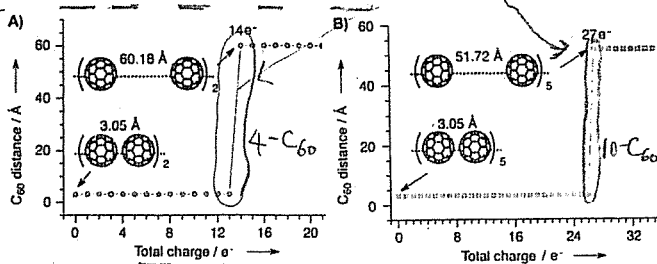 A)
14e⁻
60.18 Å
2
3.05 Å
2
4-C₆₀
C₆₀ distance / Å
60
40
20
0
0 4 8 12 16 20
Total charge / e⁻
B)
27e⁻
51.72 Å
5
3.05 Å
5
10-C₆₀
C₆₀ distance / Å
60
40
20
0
0 8 16 24 32
Total charge / e⁻